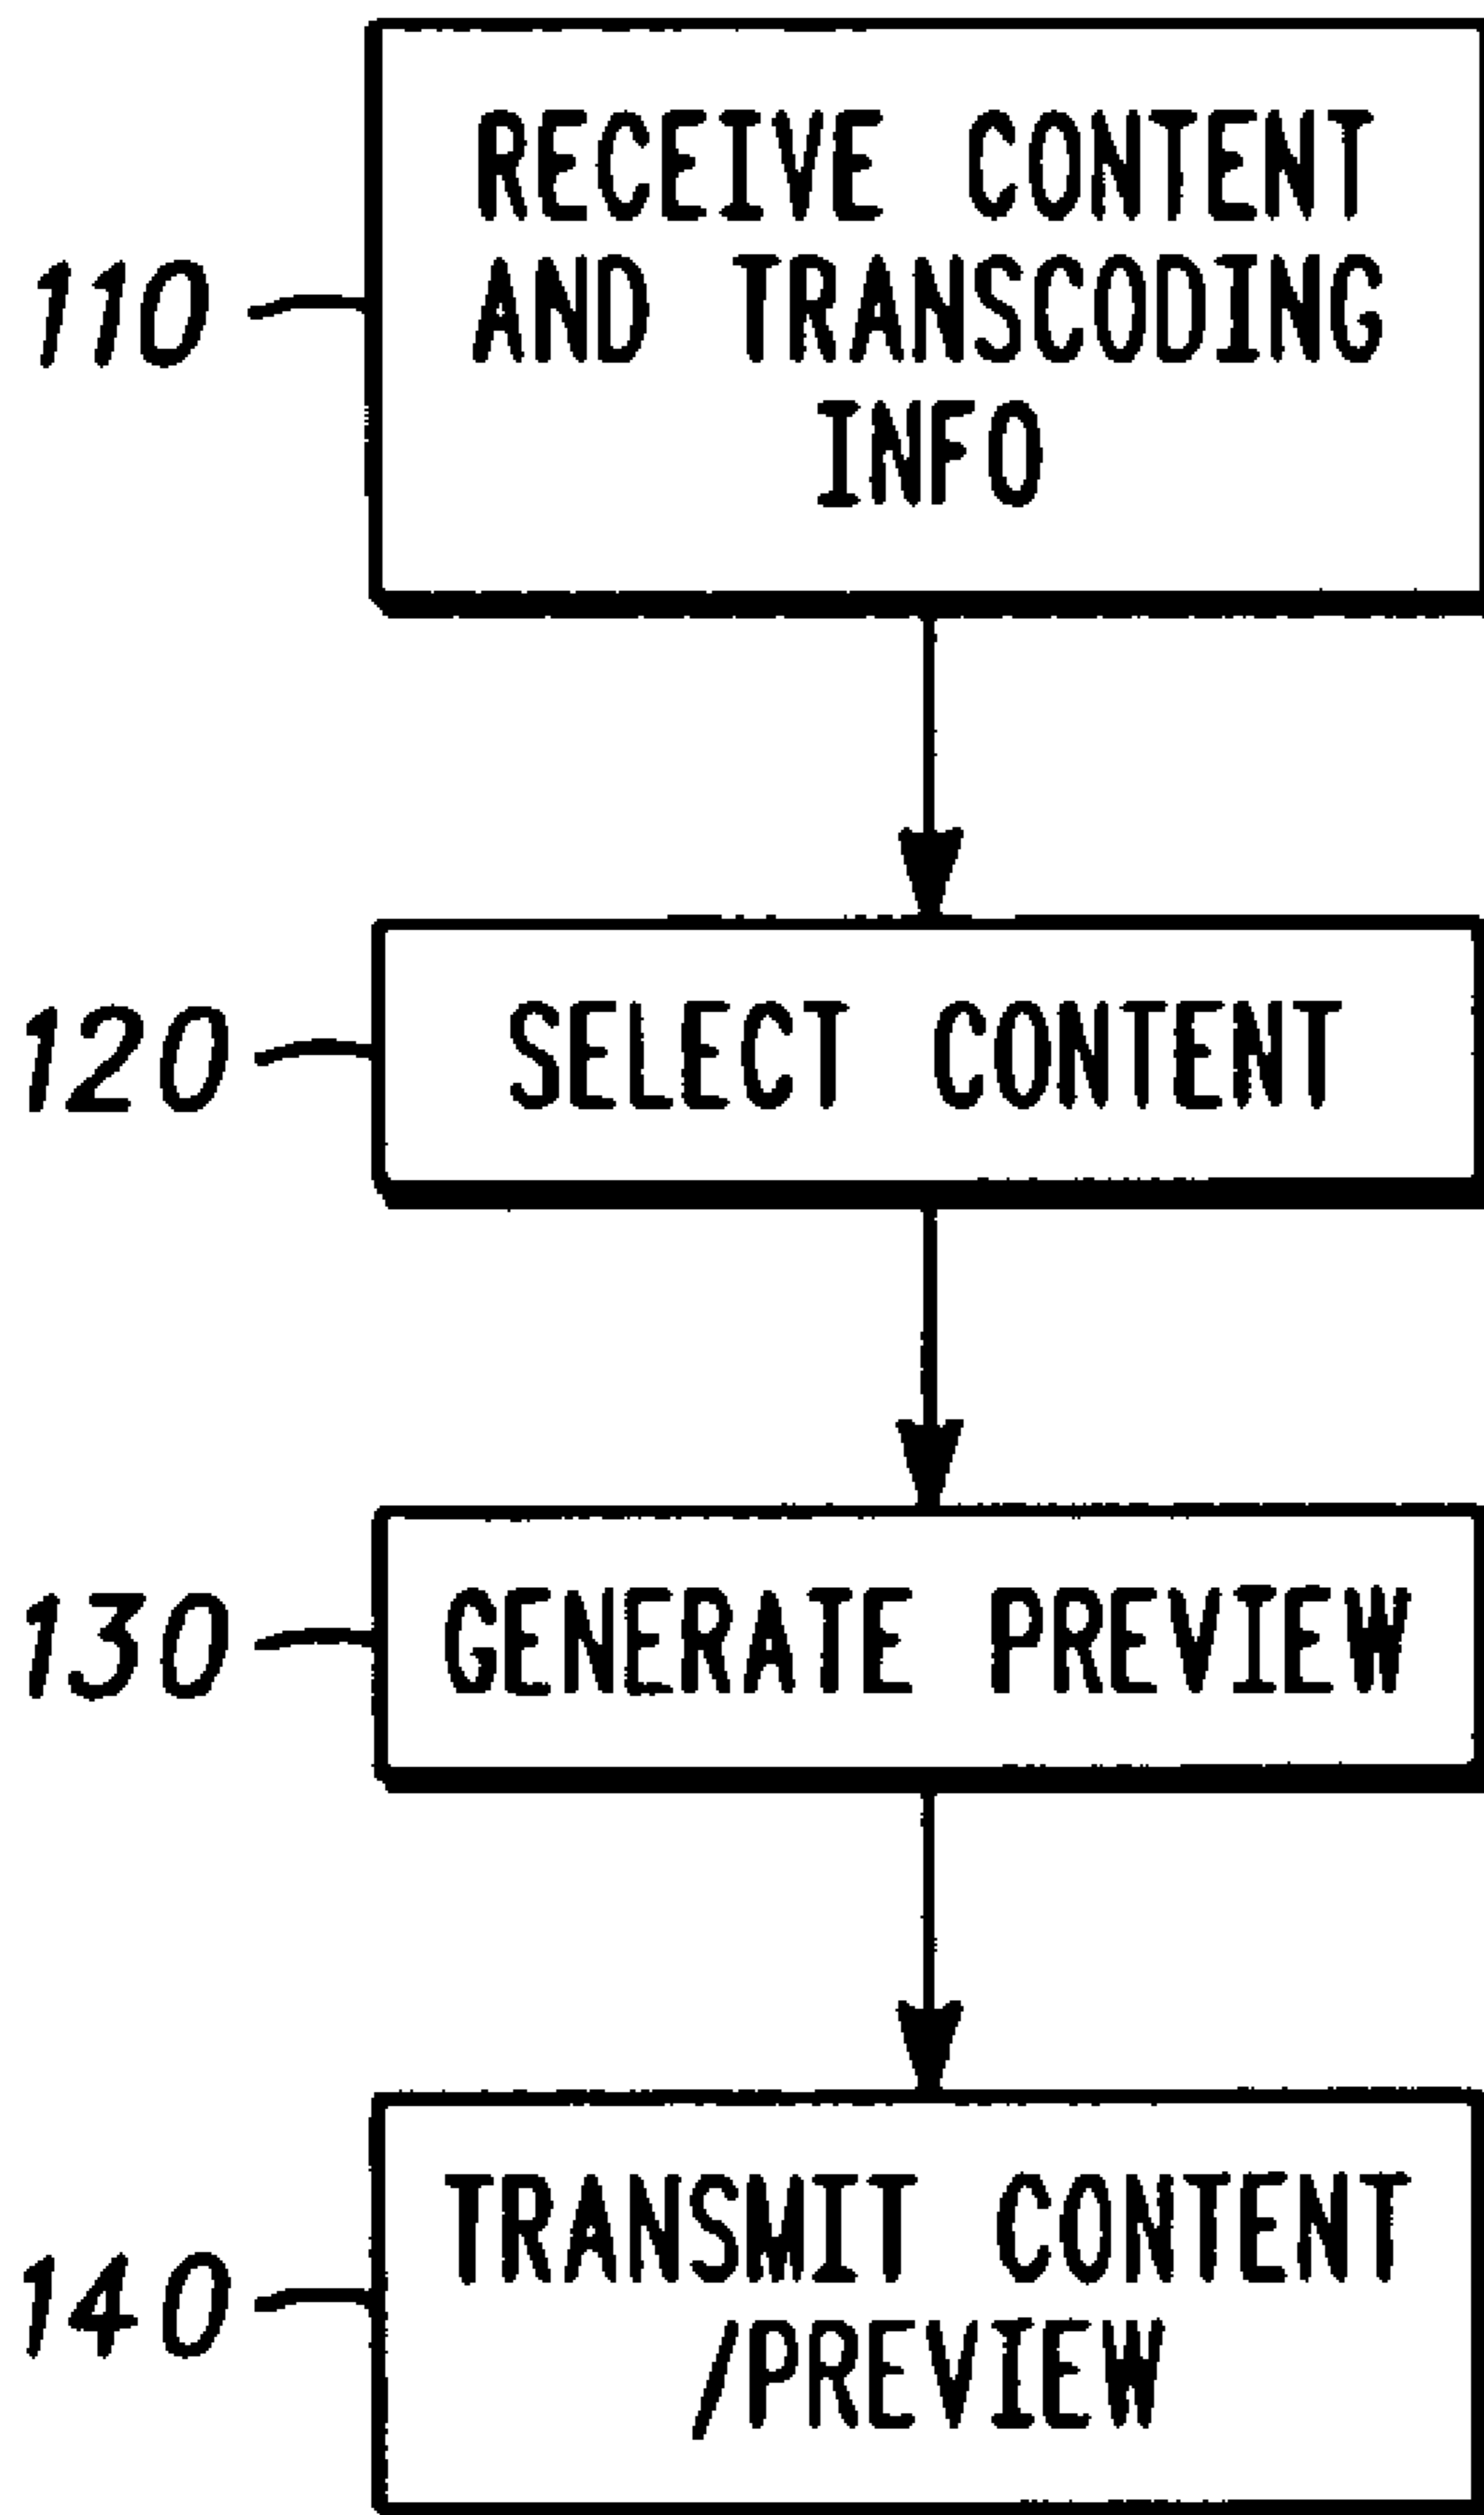 110
RECEIVE CONTENT
AND TRANSCODING
INFO
120
SELECT CONTENT
130
GENERATE PREVIEW
140
TRANSMIT CONTENT
/PREVIEW